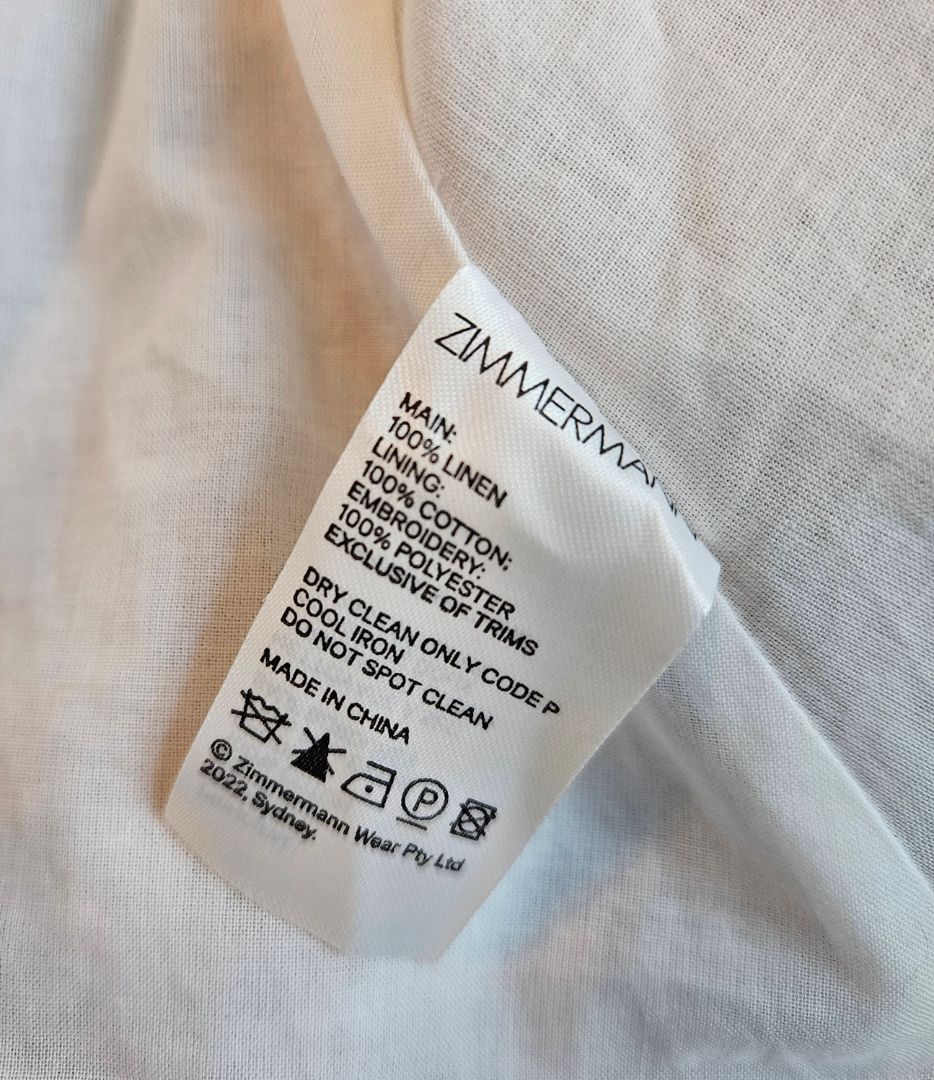 ZIMMERMANN
MAIN:
100% LINEN
LINING:
100% COTTON;
EMBROIDERY:
100% POLYESTER
EXCLUSIVE OF TRIMS
DRY CLEAN ONLY CODE P
COOL IRON
DO NOT SPOT CLEAN
MADE IN CHINA
P
© Zimmermann Wear Pty Ltd
2022, Sydney.